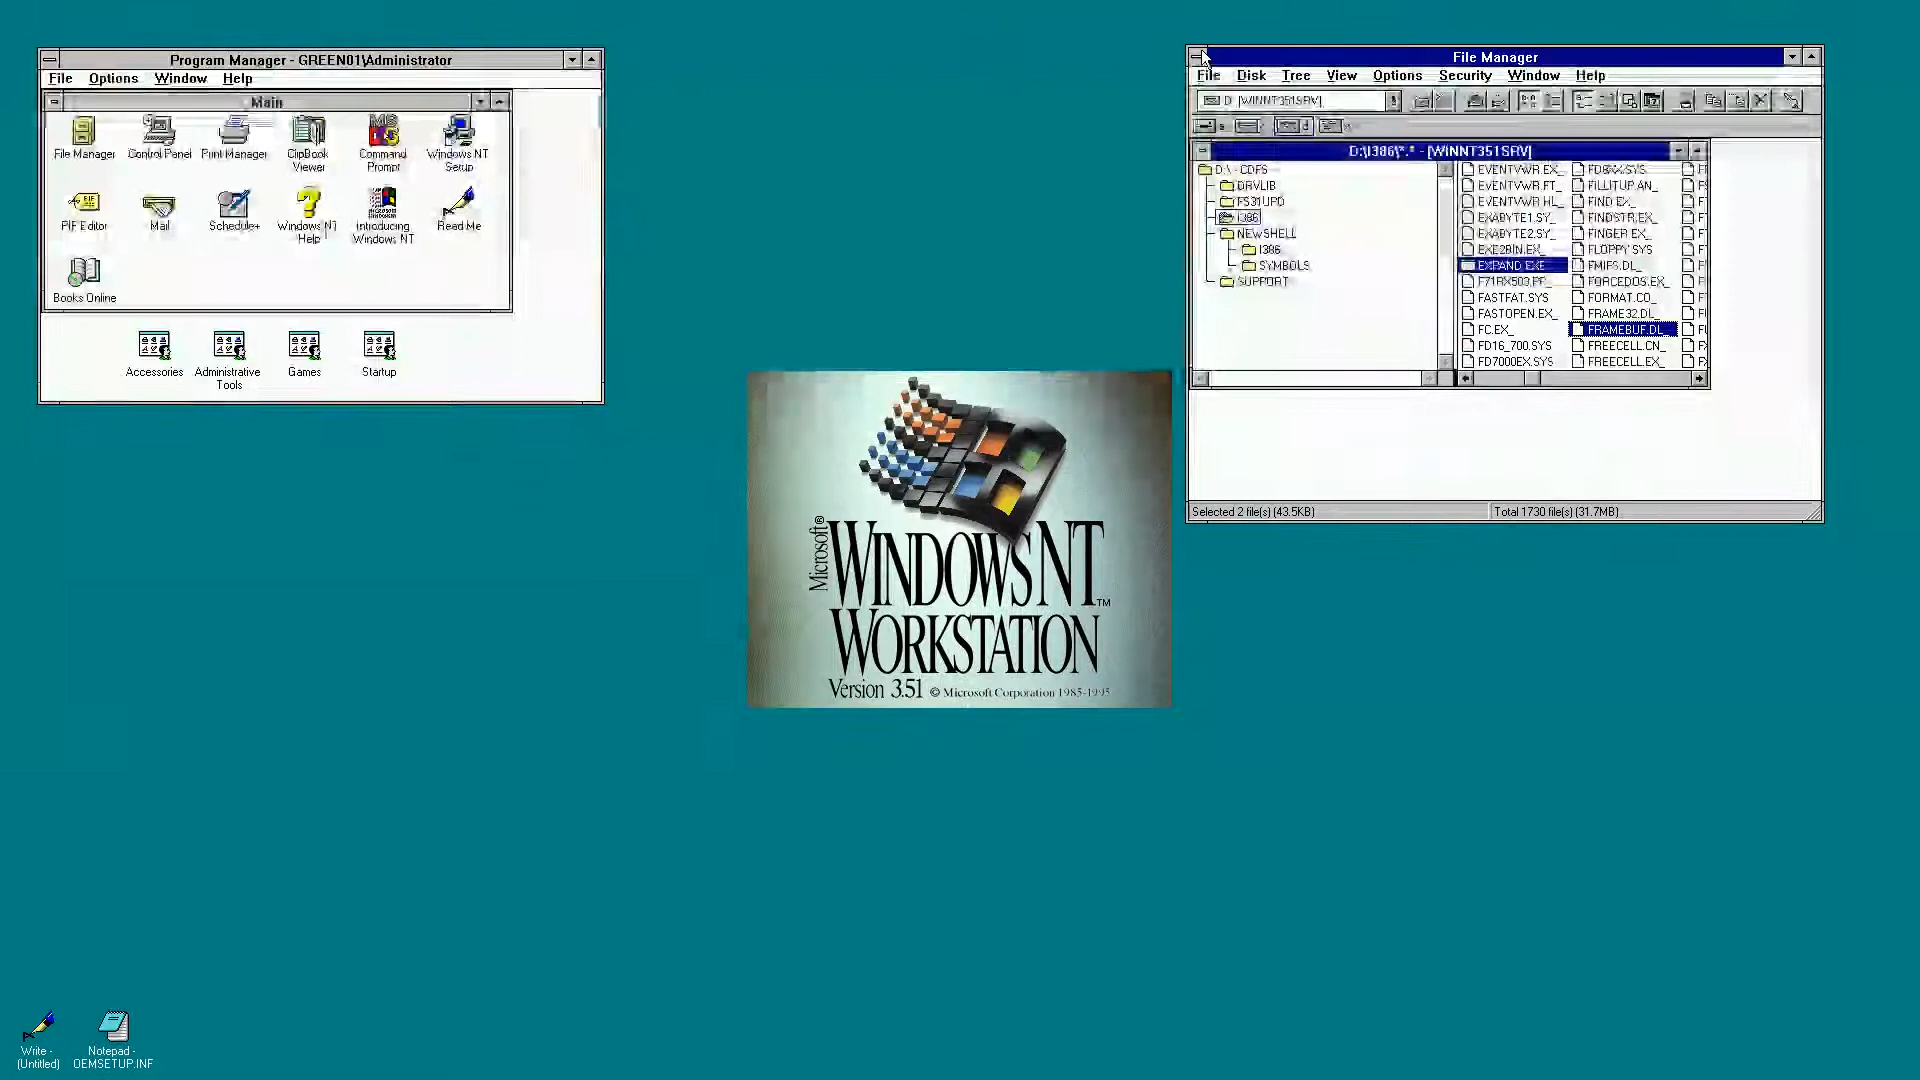 Program Manager - GREEN01\Administrator
File Options Window Help
Main
File Manager
Control Panel
Print Manager
ClipBook Viewer
Command Prompt
Windows NT Setup
PIF Editor
Mail
Schedule+
Windows NT Help
Introducing Windows NT
Read Me
Books Online
Accessories
Administrative Tools
Games
Startup
Microsoft®
WINDOWS NT™
WORKSTATION
Version 3.51 © Microsoft Corporation 1985-1995
File Manager
File Disk Tree View Options Security Window Help
D: [WINNT351SRV]
D:\I386\*.* - [WINNT351SRV]
D:\ - CDFS
DRVLIB
FS31UPD
I386
NEWSHELL
I386
SYMBOLS
SUPPORT
EVENTVWR.EX_
EVENTVWR.FT_
EVENTVWR.HL_
EXABYTE1.SY_
EXABYTE2.SY_
EXE2BIN.EX_
EXPAND.EXE
FASTFAT.SYS
FASTOPEN.EX_
FC.EX_
FD16_700.SYS
FD7000EX.SYS
FILLITUP.AN_
FIND.EX_
FINDSTR.EX_
FINGER.EX_
FLOPPY.SYS
FMIFS.DL_
FORCEDOS.EX_
FORMAT.CO_
FRAME32.DL_
FRAMEBUF.DL_
FREECELL.CN_
FREECELL.EX_
Selected 2 file(s) (43.5KB)
Total 1730 file(s) (31.7MB)
Write - (Untitled)
Notepad - OEMSETUP.INF